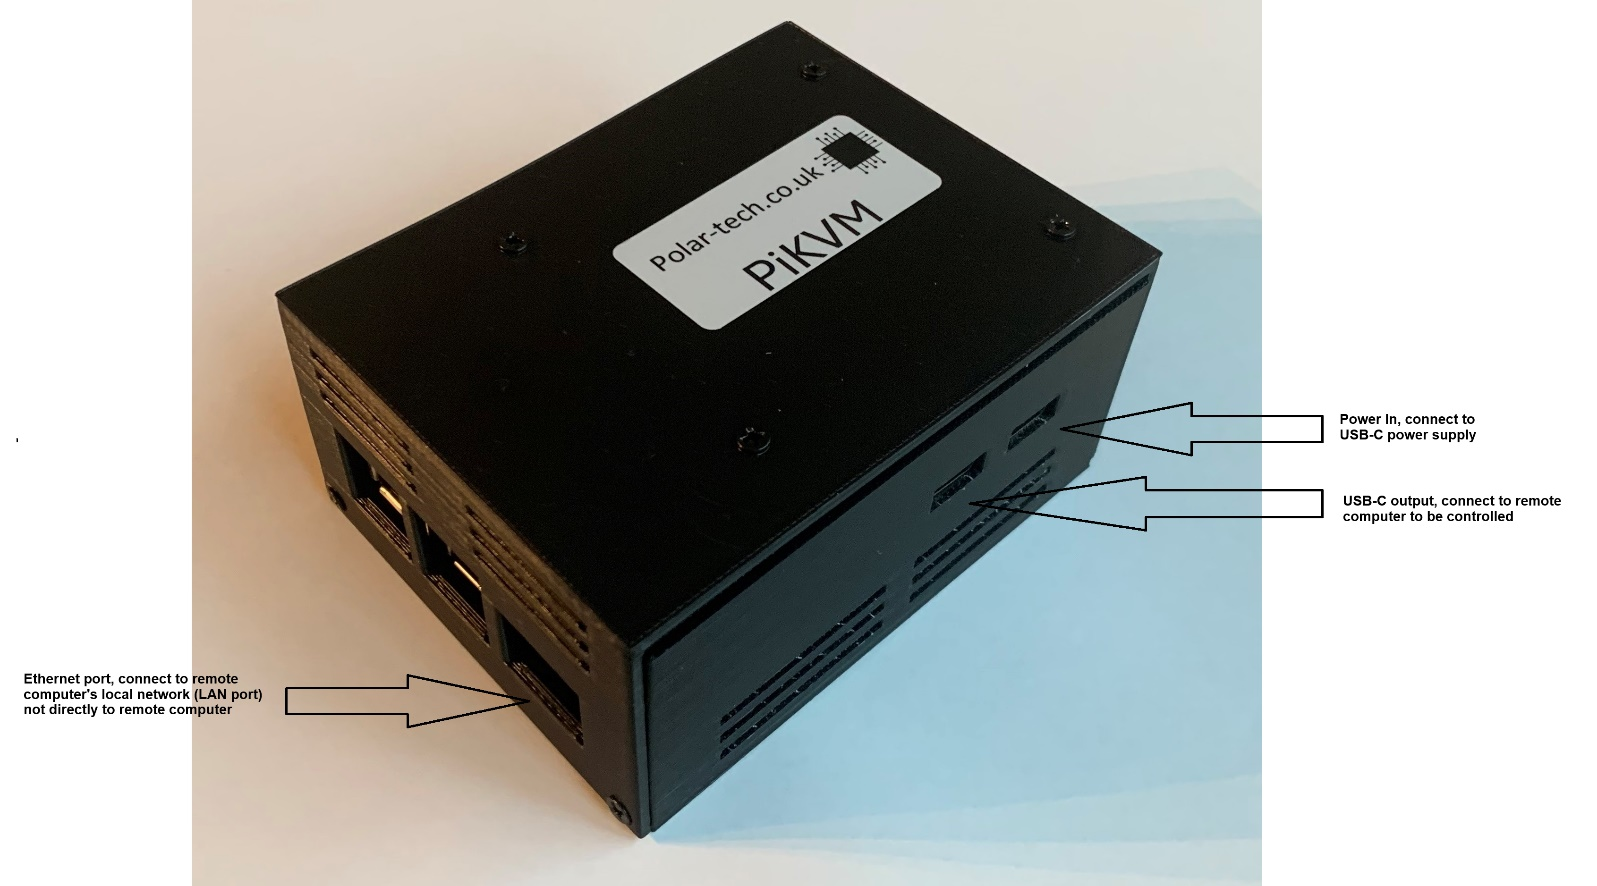 Polar-tech.co.uk
PiKVM
Power In, connect to
USB-C power supply
USB-C output, connect to remote
computer to be controlled
Ethernet port, connect to remote
computer's local network (LAN port)
not directly to remote computer